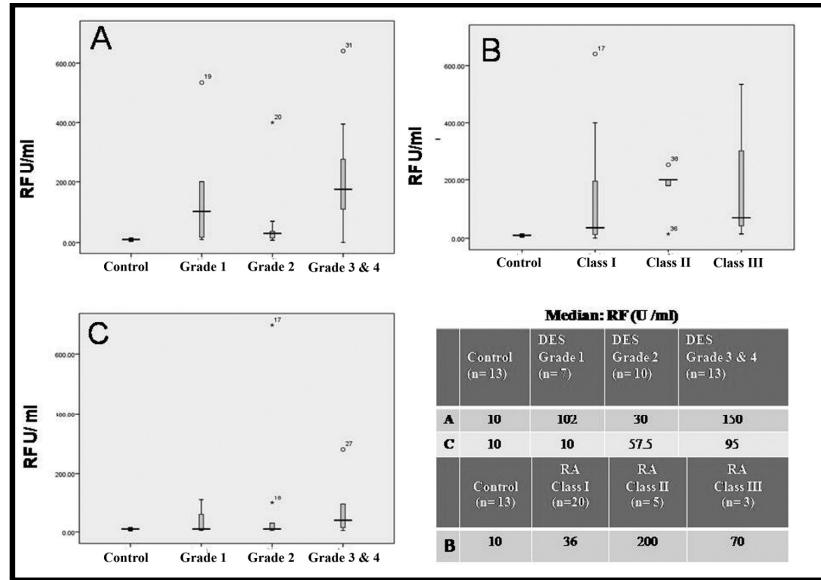 A
RF U/ml
600.00
400.00
200.00
0.00
19
20
31
Control Grade 1 Grade 2 Grade 3 & 4
B
RF U/ml
600.00
400.00
200.00
0.00
17
38
36
Control Class I Class II Class III
C
RF U/ ml
600.00
400.00
200.00
0.00
17
18
27
Control Grade 1 Grade 2 Grade 3 & 4
Median: RF (U /ml)
Control (n= 13) DES Grade 1 (n= 7) DES Grade 2 (n= 10) DES Grade 3 & 4 (n= 13)
A 10 102 30 150
C 10 10 57.5 95
Control (n= 13) RA Class I (n=20) RA Class II (n= 5) RA Class III (n= 3)
B 10 36 200 70